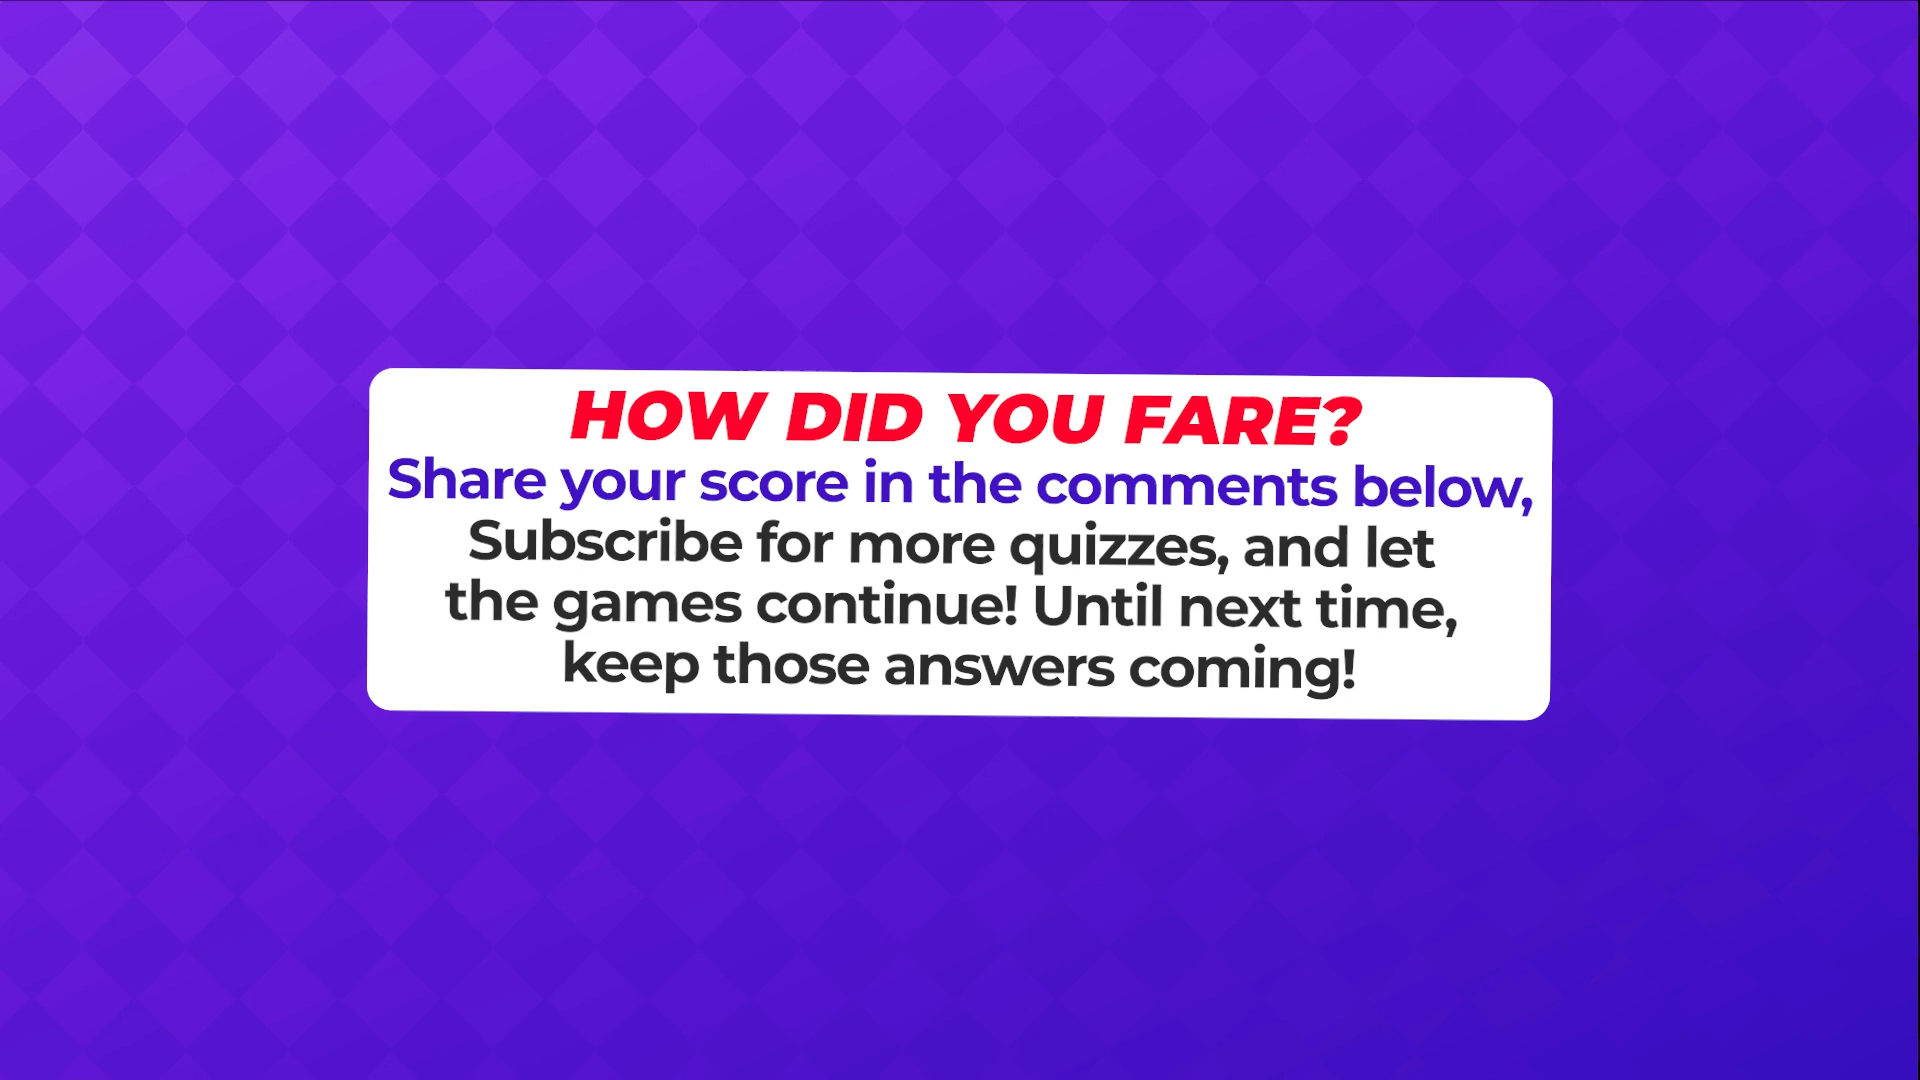 HOW DID YOU FARE?
Share your score in the comments below,
Subscribe for more quizzes, and let
the games continue! Until next time,
keep those answers coming!